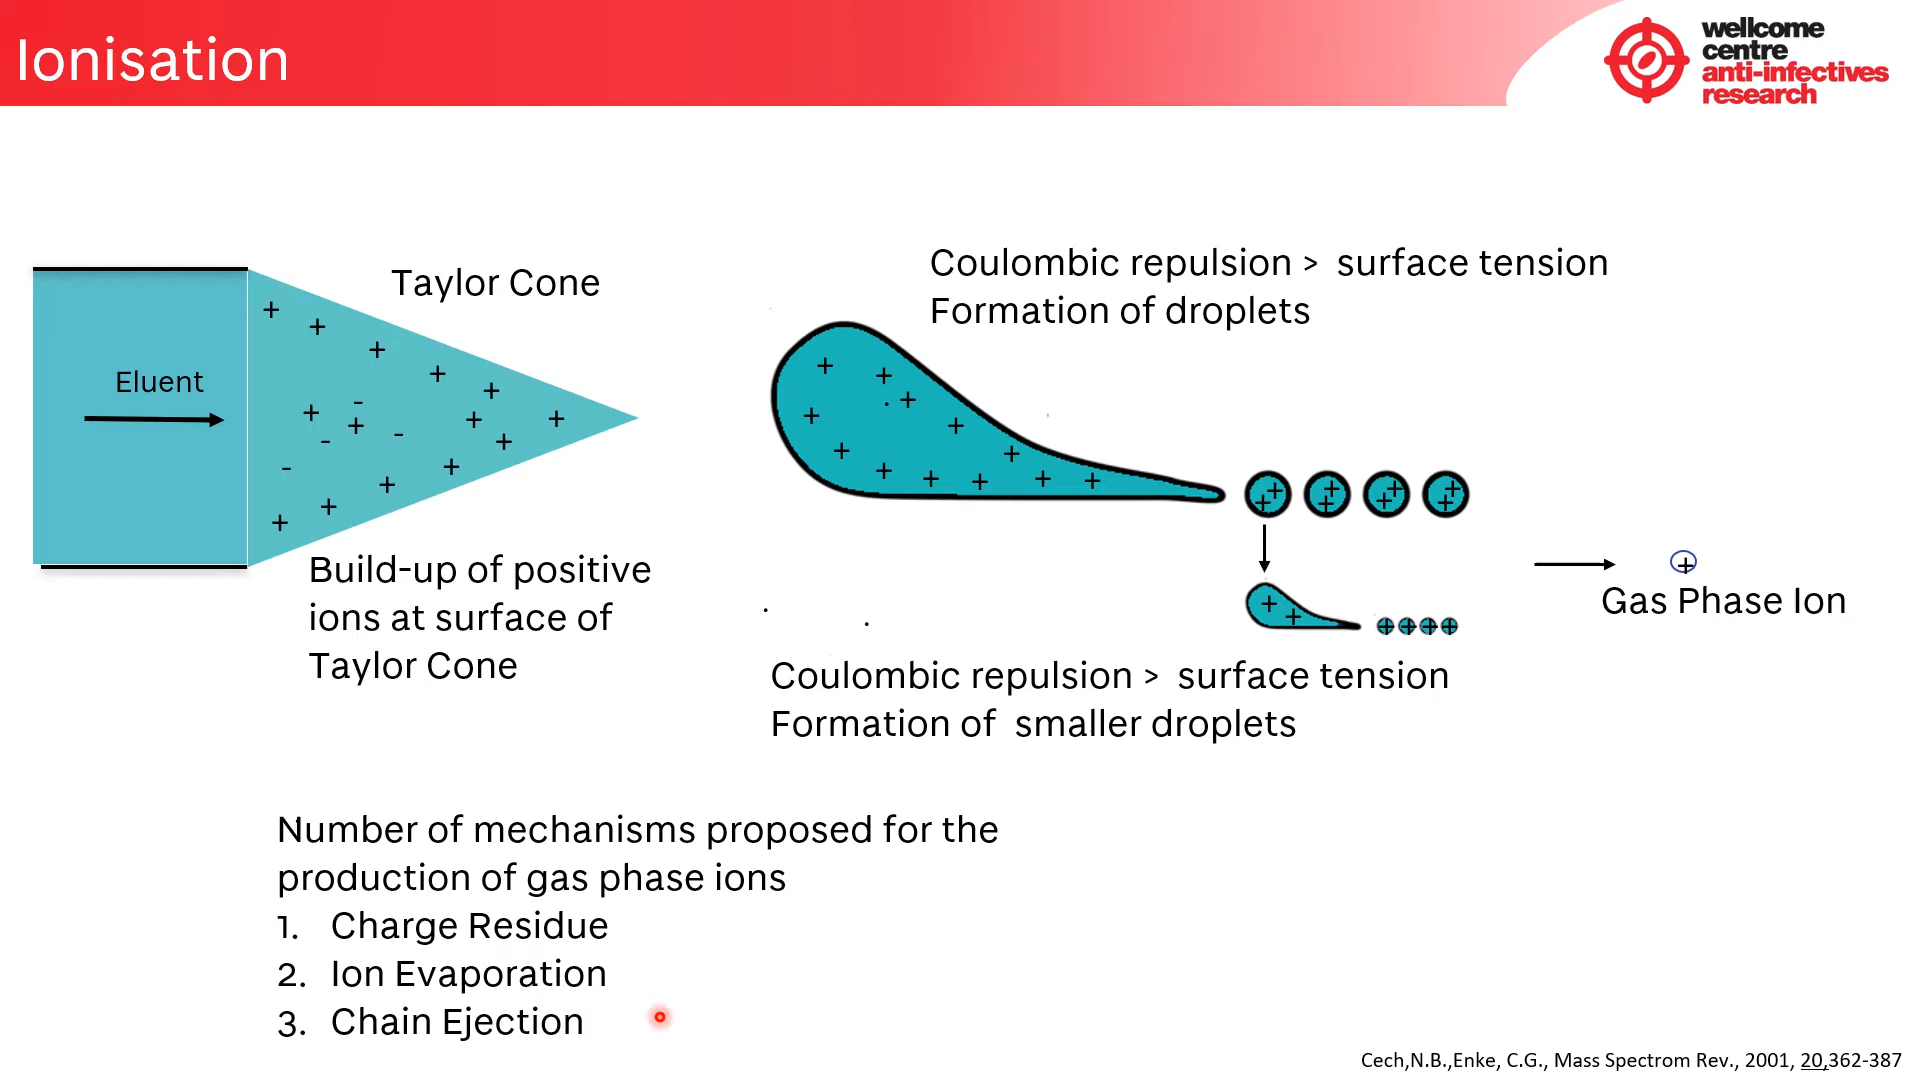 Ionisation
wellcome
centre
anti-infectives
research
Taylor Cone
Eluent
Build-up of positive
ions at surface of
Taylor Cone
Coulombic repulsion > surface tension
Formation of droplets
Gas Phase Ion
Coulombic repulsion > surface tension
Formation of smaller droplets
Number of mechanisms proposed for the
production of gas phase ions
1. Charge Residue
2. Ion Evaporation
3. Chain Ejection
Cech,N.B.,Enke, C.G., Mass Spectrom Rev., 2001, 20,362-387